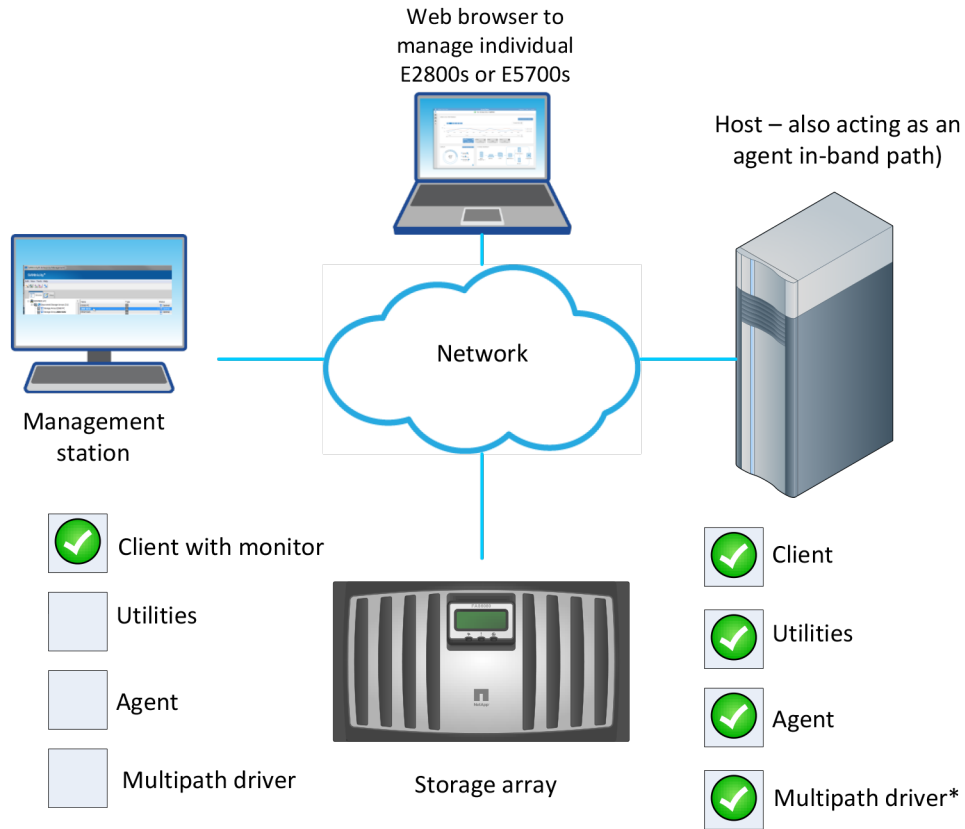 Web browser to
manage individual
E2800s or E5700s
Host – also acting as an
agent in-band path)
Network
Management
station
Client with monitor
Utilities
Agent
Multipath driver
NetApp
Storage array
Client
Utilities
Agent
Multipath driver*